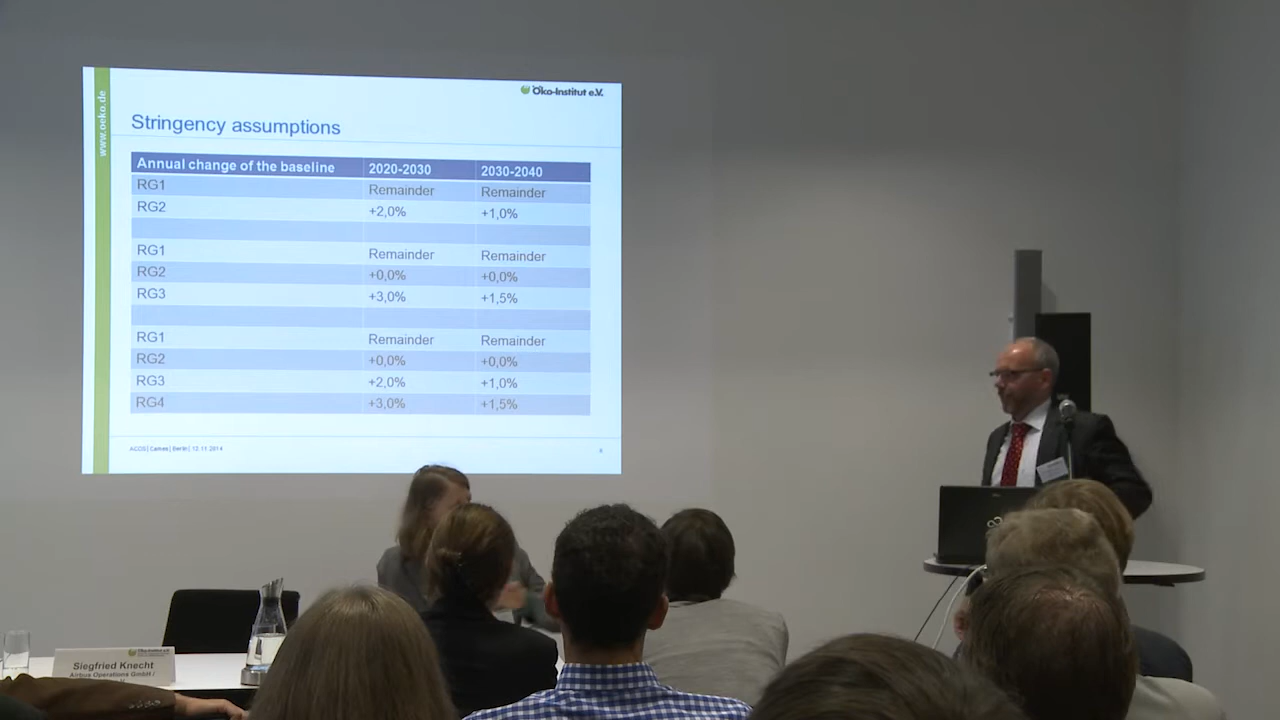 www.oeko.de
Öko-Institut e.V.
Stringency assumptions
Annual change of the baseline 2020-2030 2030-2040
RG1 Remainder Remainder
RG2 +2,0% +1,0%
RG1 Remainder Remainder
RG2 +0,0% +0,0%
RG3 +3,0% +1,5%
RG1 Remainder Remainder
RG2 +0,0% +0,0%
RG3 +2,0% +1,0%
RG4 +3,0% +1,5%
Berlin
Siegfried Knecht
Airbus Operations GmbH /